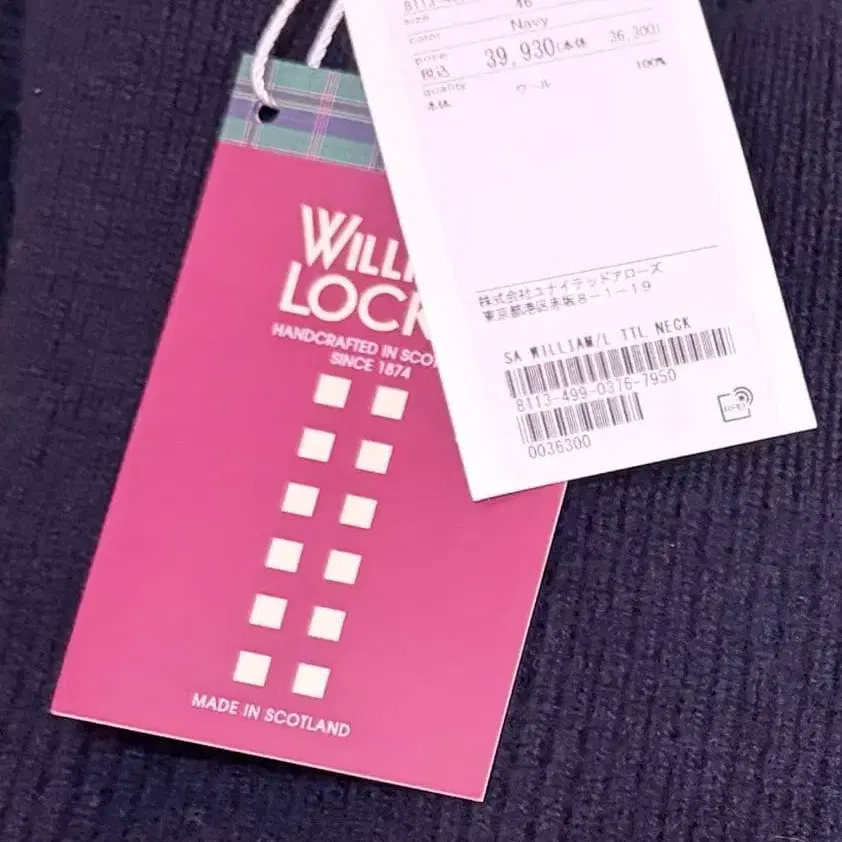 WILLI
LOCK
HANDCRAFTED IN SCOT
SINCE 1874
MADE IN SCOTLAND
size 46
color Navy
price
税込 39,930(本体 36,300)
quality
本体 ウール 100%
株式会社ユナイテッドアローズ
東京都港区赤坂8-1-19
SA WILLIAM/L TTL NECK
8113-499-0376-7950
0036300
RFID